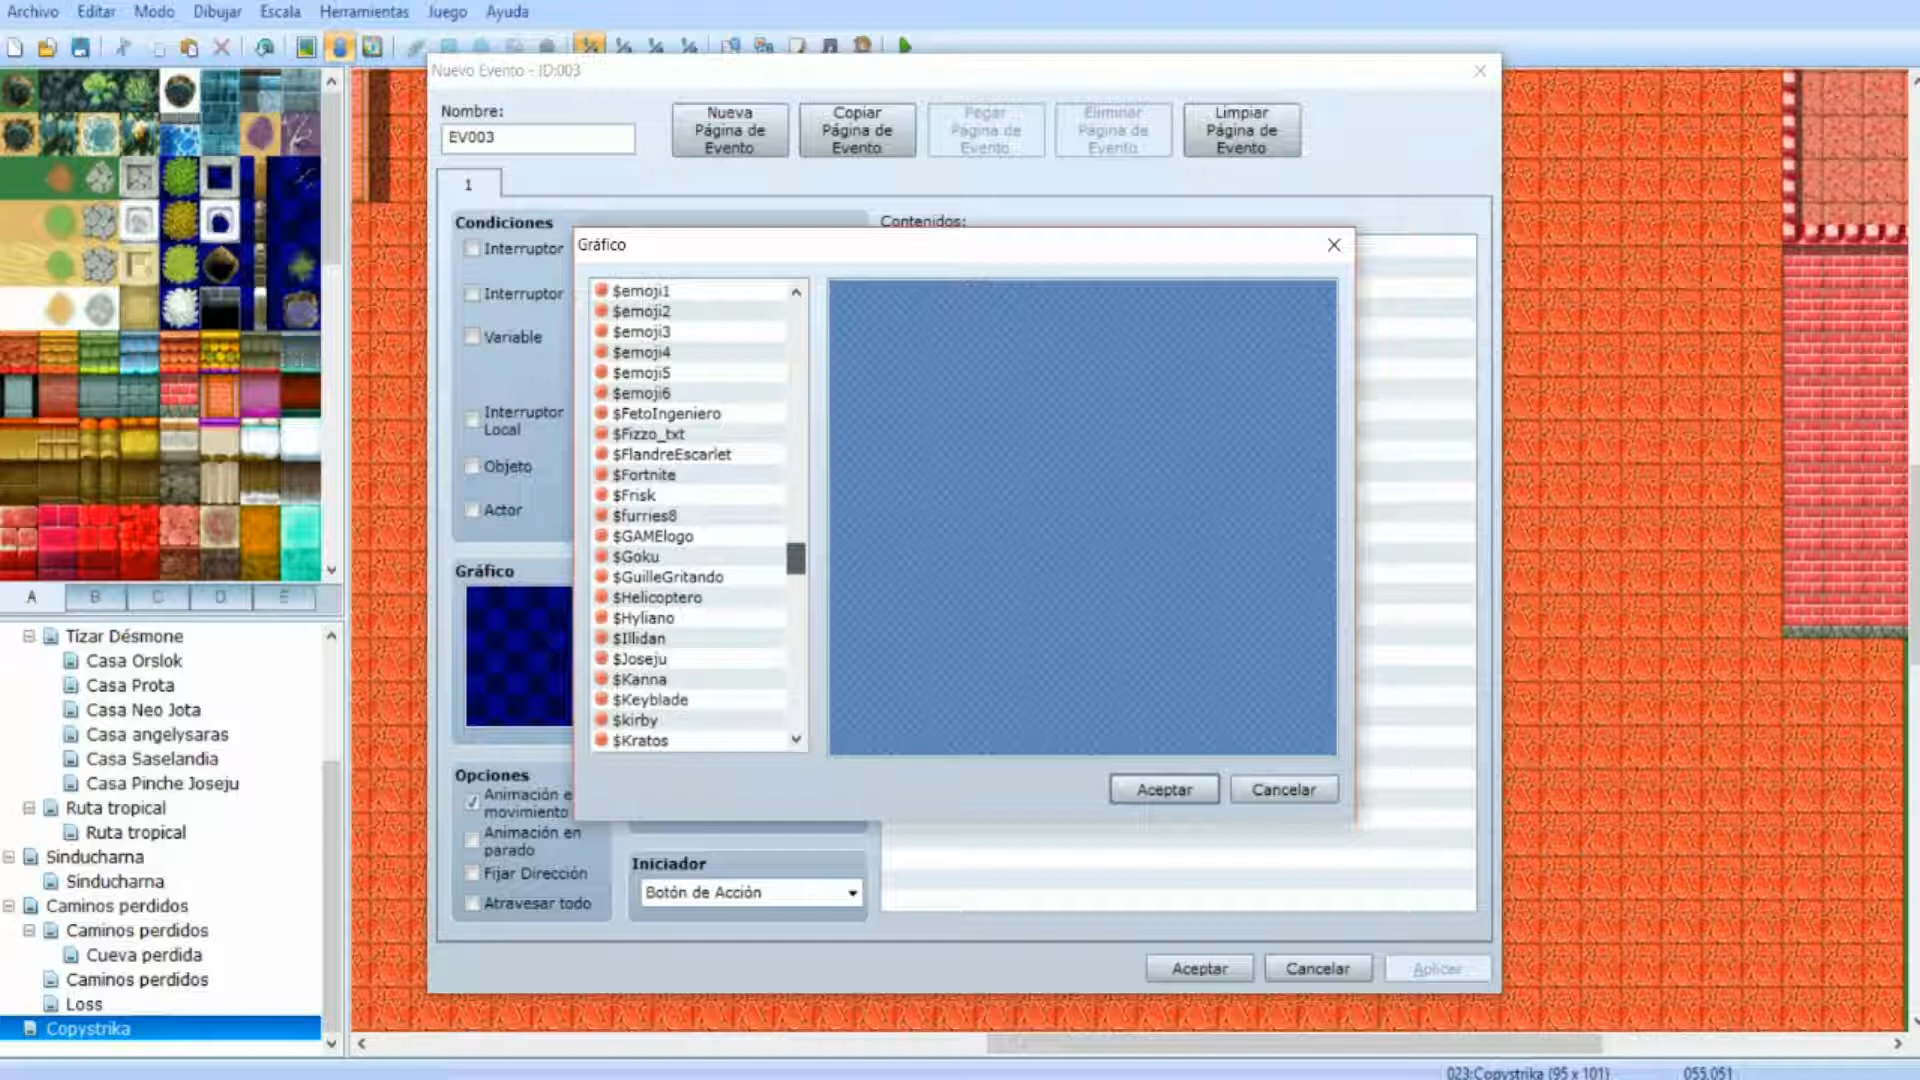 Archivo Editar Modo Dibujar Escala Herramientas Juego Ayuda
Nuevo Evento - ID:003
Nombre:
EV003
Nueva Página de Evento
Copiar Página de Evento
Pegar Página de Evento
Eliminar Página de Evento
Limpiar Página de Evento
1
Condiciones
Interruptor
Interruptor
Variable
Interruptor Local
Objeto
Actor
Contenidos:
Gráfico
$emoji1
$emoji2
$emoji3
$emoji4
$emoji5
$emoji6
$FetoIngeniero
$Fizzo_txt
$FlandreEscarlet
$Fortnite
$Frisk
$furries8
$GAMElogo
$Goku
$GuilleGritando
$Helicoptero
$Hyliano
$Illidan
$Joseju
$Kanna
$Keyblade
$kirby
$Kratos
Aceptar Cancelar
Gráfico
Opciones
Animación e
movimiento
Animación en
parado
Fijar Dirección
Atravesar todo
Iniciador
Botón de Acción
Aceptar Cancelar Aplicar
A B C D E
Tizar Désmone
Casa Orslok
Casa Prota
Casa Neo Jota
Casa angelysaras
Casa Saselandia
Casa Pinche Joseju
Ruta tropical
Ruta tropical
Sinducharna
Sinducharna
Caminos perdidos
Caminos perdidos
Cueva perdida
Caminos perdidos
Loss
Copystrika
023:Copystrika (95 x 101) 055,051